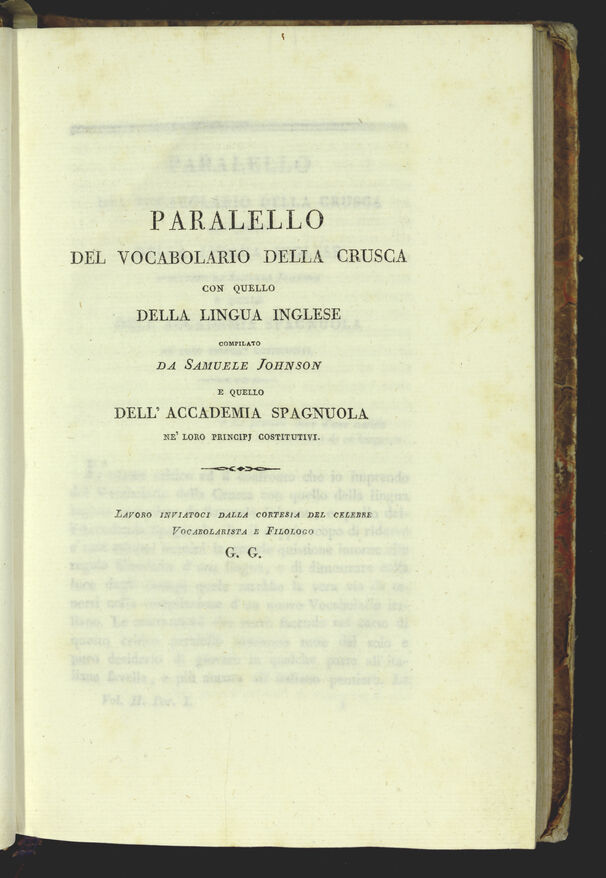 PARALELLO
DEL VOCABOLARIO DELLA CRUSCA
CON QUELLO
DELLA LINGUA INGLESE
COMPILATO
DA SAMUELE JOHNSON
E QUELLO
DELL' ACCADEMIA SPAGNUOLA
NE' LORO PRINCIPJ COSTITUTIVI.
LAVORO INVIATOCI DALLA CORTESIA DEL CELEBRE
VOCABOLARISTA E FILOLOGO
G. G.